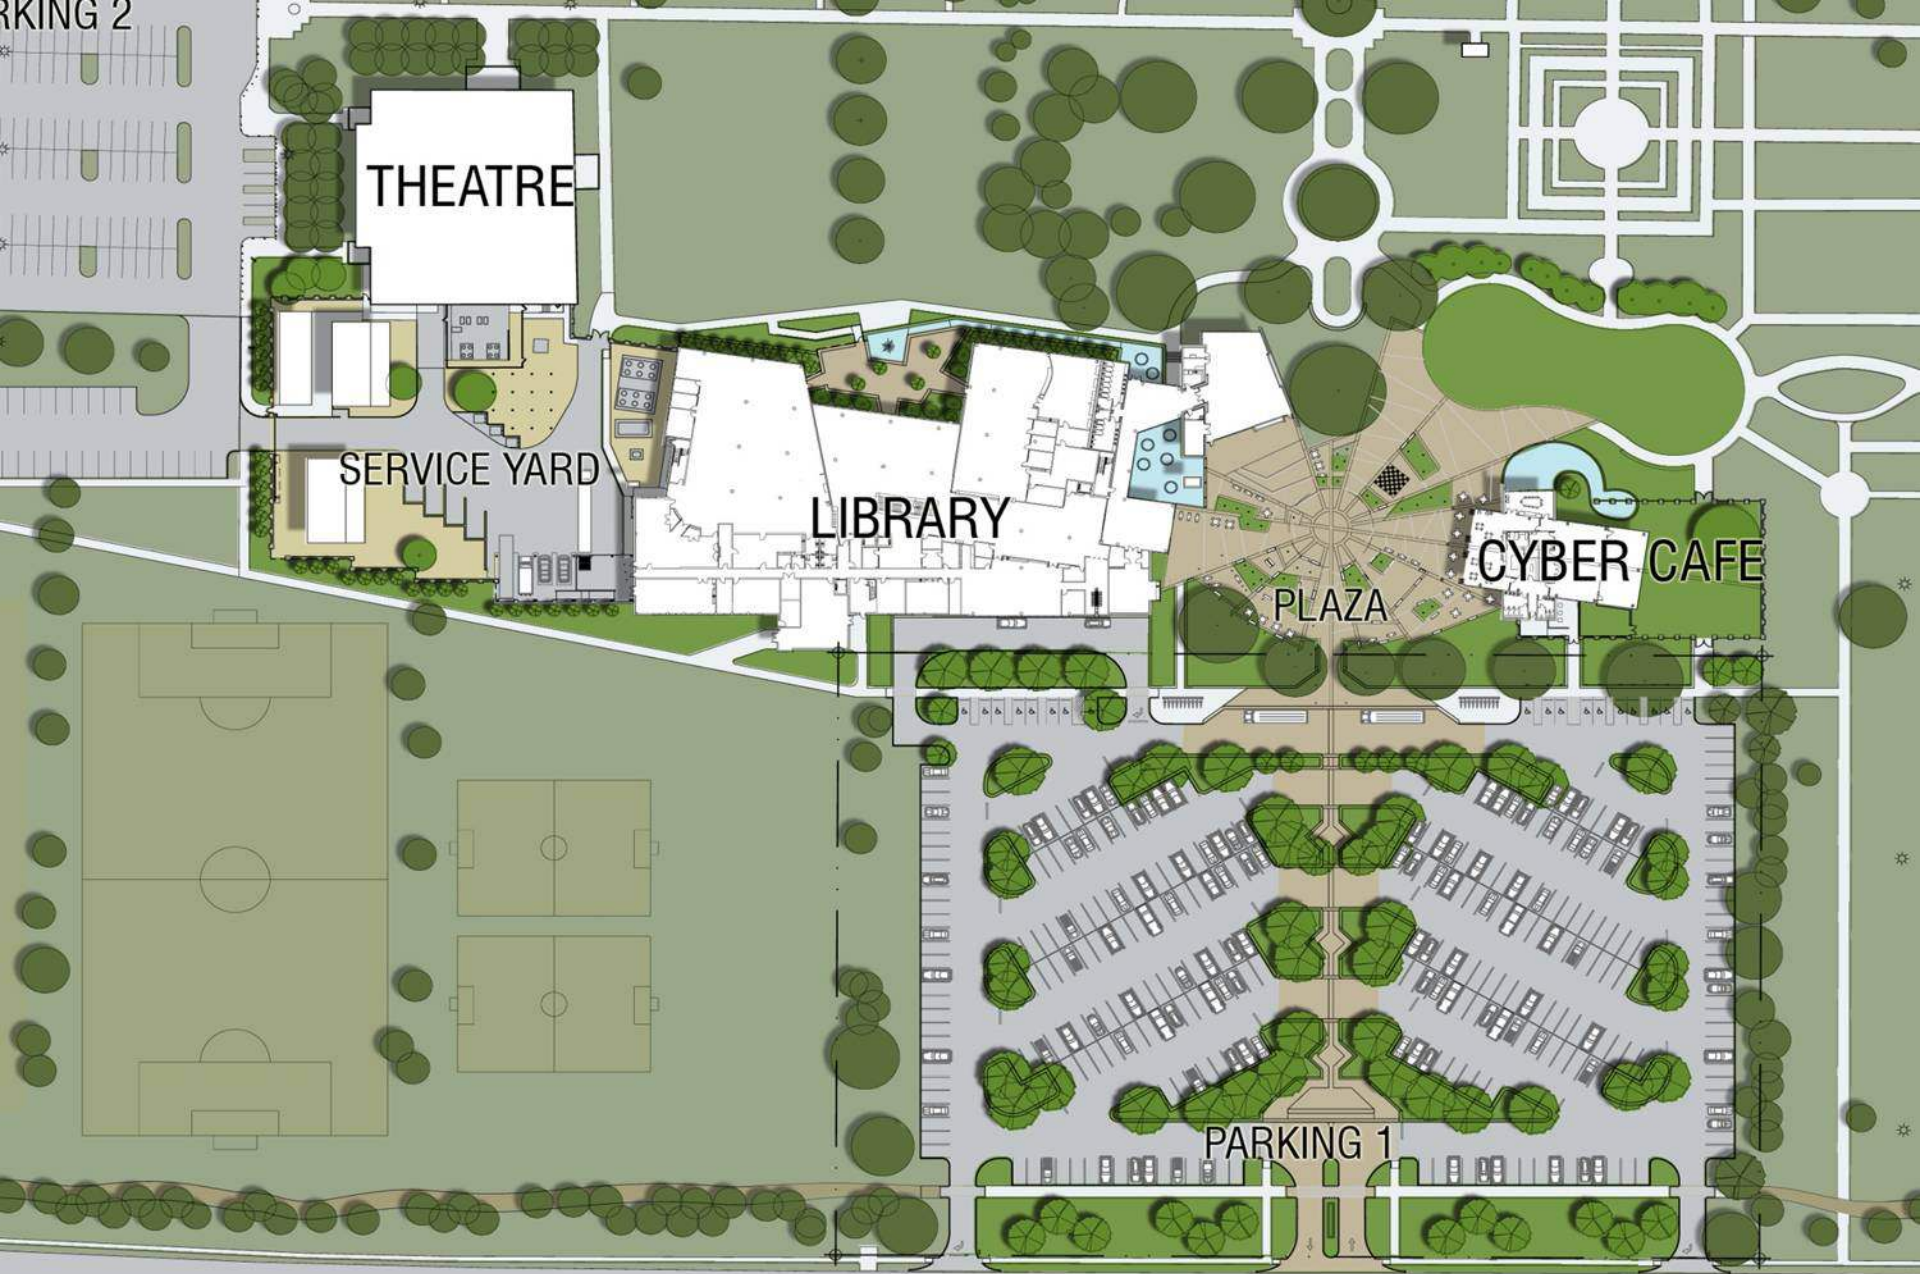 RKING 2
THEATRE
SERVICE YARD
LIBRARY
CYBER CAFE
PLAZA
PARKING 1